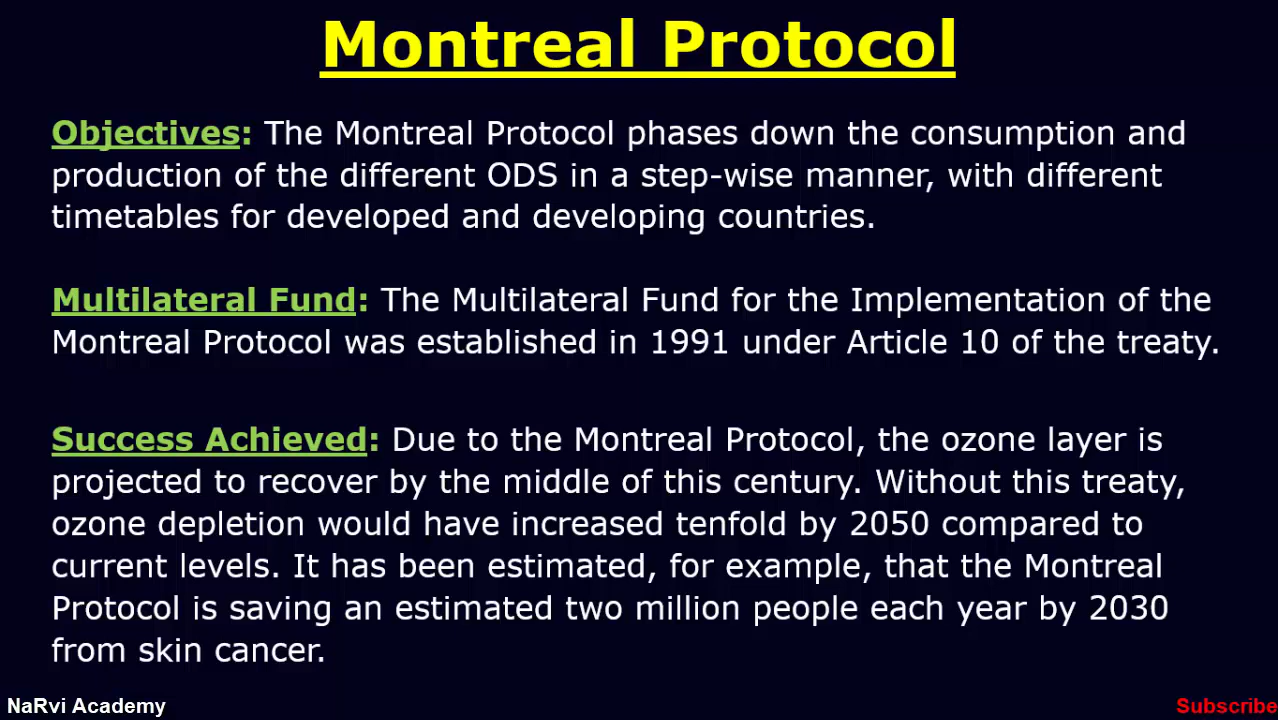 Montreal Protocol
Objectives: The Montreal Protocol phases down the consumption and
production of the different ODS in a step-wise manner, with different
timetables for developed and developing countries.
Multilateral Fund: The Multilateral Fund for the Implementation of the
Montreal Protocol was established in 1991 under Article 10 of the treaty.
Success Achieved: Due to the Montreal Protocol, the ozone layer is
projected to recover by the middle of this century. Without this treaty,
ozone depletion would have increased tenfold by 2050 compared to
current levels. It has been estimated, for example, that the Montreal
Protocol is saving an estimated two million people each year by 2030
from skin cancer.
NaRvi Academy
Subscribe